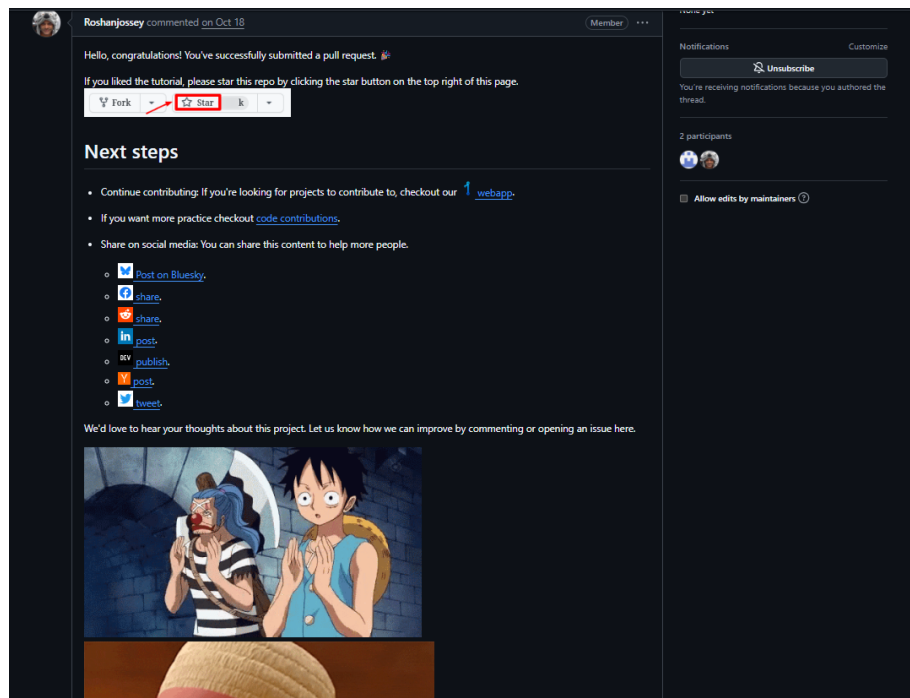 Roshanjossey commented on Oct 18
Member
Hello, congratulations! You've successfully submitted a pull request.
If you liked the tutorial, please star this repo by clicking the star button on the top right of this page.
Fork
Star
k
Next steps
Continue contributing: If you're looking for projects to contribute to, checkout our webapp.
If you want more practice checkout code contributions.
Share on social media: You can share this content to help more people.
Post on Bluesky.
share.
share.
in post.
DEV publish.
Y post.
tweet.
We'd love to hear your thoughts about this project. Let us know how we can improve by commenting or opening an issue here.
None yet
Notifications
Customize
Unsubscribe
You're receiving notifications because you authored the
thread.
2 participants
Allow edits by maintainers ?